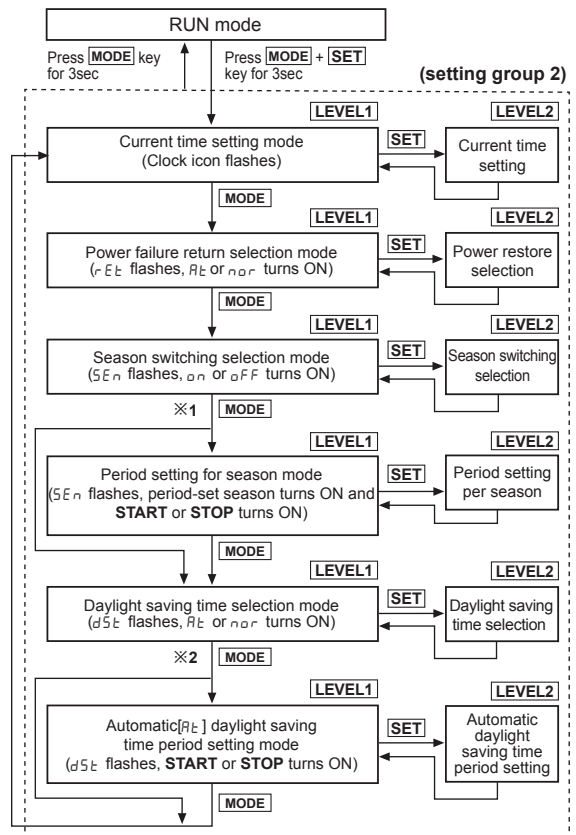 RUN mode
Press MODE key
for 3sec
Press MODE + SET
key for 3sec
(setting group 2)
LEVEL1
LEVEL2
Current time setting mode
(Clock icon flashes)
SET
Current time
setting
MODE
LEVEL1
LEVEL2
Power failure return selection mode
(rEt flashes, At or nor turns ON)
SET
Power restore
selection
MODE
LEVEL1
LEVEL2
Season switching selection mode
(SEn flashes, on or oFF turns ON)
SET
Season switching
selection
※1 MODE
LEVEL1
LEVEL2
Period setting for season mode
(SEn flashes, period-set season turns ON and
START or STOP turns ON)
SET
Period setting
per season
MODE
LEVEL1
LEVEL2
Daylight saving time selection mode
(dSt flashes, At or nor turns ON)
SET
Daylight saving
time selection
※2 MODE
LEVEL1
LEVEL2
Automatic[At] daylight saving
time period setting mode
(dSt flashes, START or STOP turns ON)
SET
Automatic
daylight
saving time
period setting
MODE